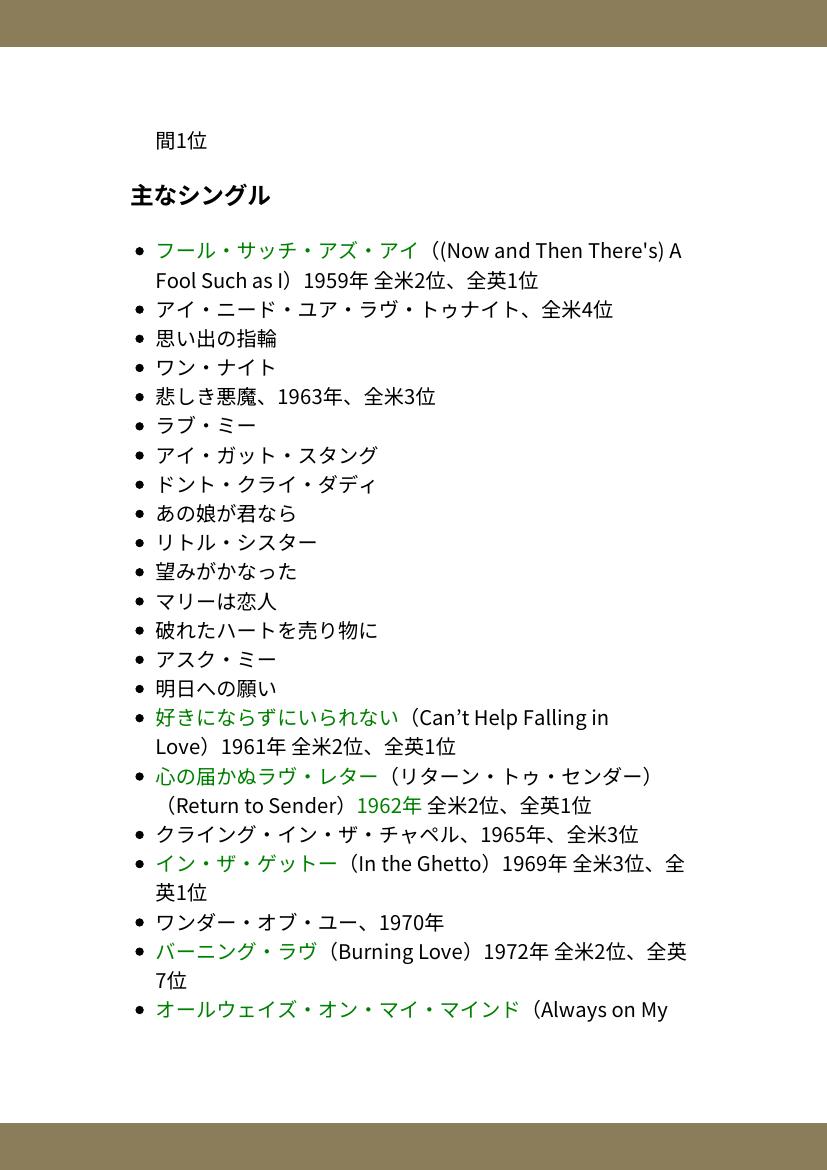 間1位
主なシングル
フール・サッチ・アズ・アイ（(Now and Then There's) A
Fool Such as I）1959年 全米2位、全英1位
アイ・ニード・ユア・ラヴ・トゥナイト、全米4位
思い出の指輪
ワン・ナイト
悲しき悪魔、1963年、全米3位
ラブ・ミー
アイ・ガット・スタング
ドント・クライ・ダディ
あの娘が君なら
リトル・シスター
望みがかなった
マリーは恋人
破れたハートを売り物に
アスク・ミー
明日への願い
好きにならずにいられない（Can’t Help Falling in
Love）1961年 全米2位、全英1位
心の届かぬラヴ・レター（リターン・トゥ・センダー）
（Return to Sender）1962年 全米2位、全英1位
クライング・イン・ザ・チャペル、1965年、全米3位
イン・ザ・ゲットー（In the Ghetto）1969年 全米3位、全
英1位
ワンダー・オブ・ユー、1970年
バーニング・ラヴ（Burning Love）1972年 全米2位、全英
7位
オールウェイズ・オン・マイ・マインド（Always on My